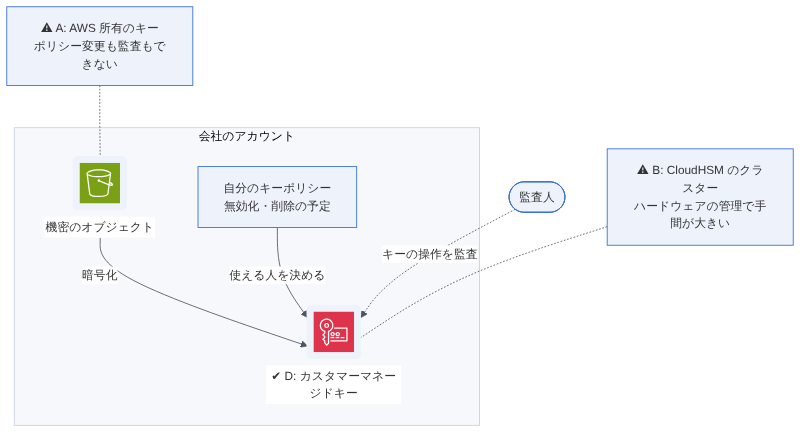 ⚠ A: AWS 所有のキー
ポリシー変更も監査もで
きない
会社のアカウント
自分のキーポリシー
無効化・削除の予定
⚠ B: CloudHSM のクラ
スター
ハードウェアの管理で手
間が大きい
監査人
機密のオブジェクト
キーの操作を監査
暗号化
使える人を決める
✔ D: カスタマーマネー
ジドキー